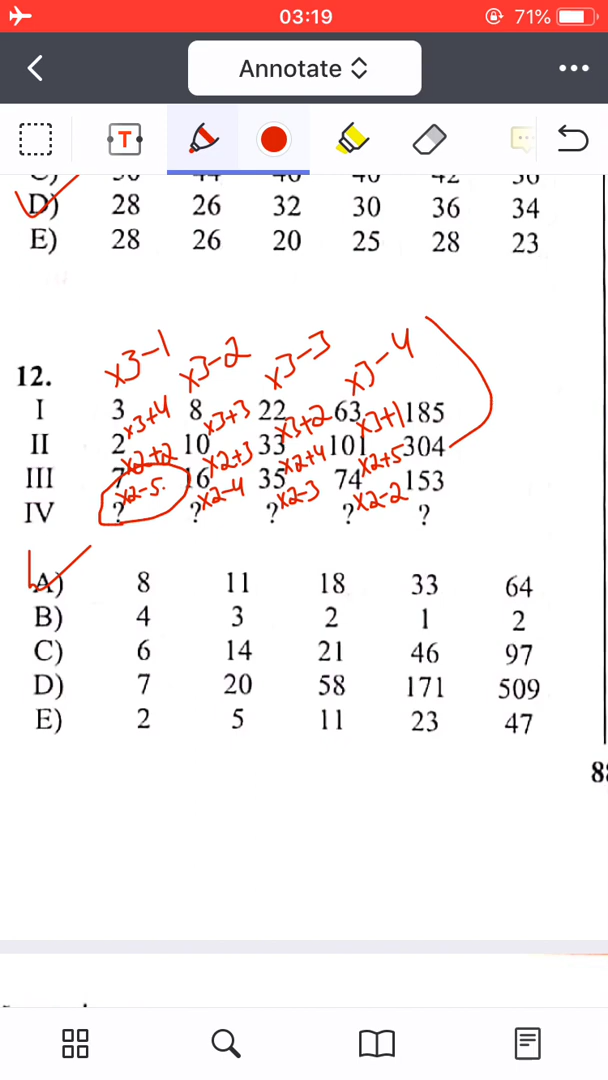 03:19
71%
Annotate
T
D) 28 26 32 30 36 34
E) 28 26 20 25 28 23
x3-1 x3-2 x3-3 x3-4
12.
I 3 8 22 63 185
x3+4 x3+3 x3+2 x3+1
II 2 10 33 101 304
x2+2 x2+3 x2+4 x2+5
III 7 16 35 74 153
x2-5. x2-4 x2-3 x2-2
IV ? ? ? ? ?
A) 8 11 18 33 64
B) 4 3 2 1 2
C) 6 14 21 46 97
D) 7 20 58 171 509
E) 2 5 11 23 47